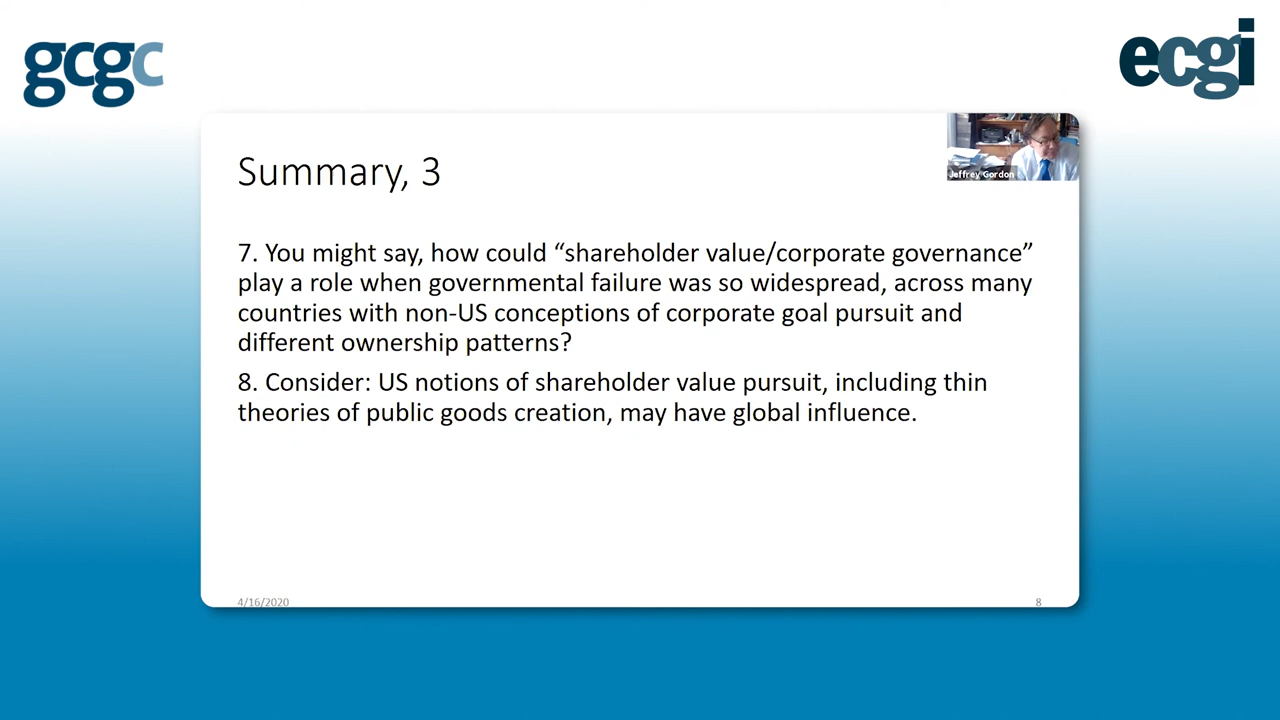 gcgc
ecgi
Jeffrey Gordon
Summary, 3
7. You might say, how could “shareholder value/corporate governance”
play a role when governmental failure was so widespread, across many
countries with non-US conceptions of corporate goal pursuit and
different ownership patterns?
8. Consider: US notions of shareholder value pursuit, including thin
theories of public goods creation, may have global influence.
4/16/2020
8